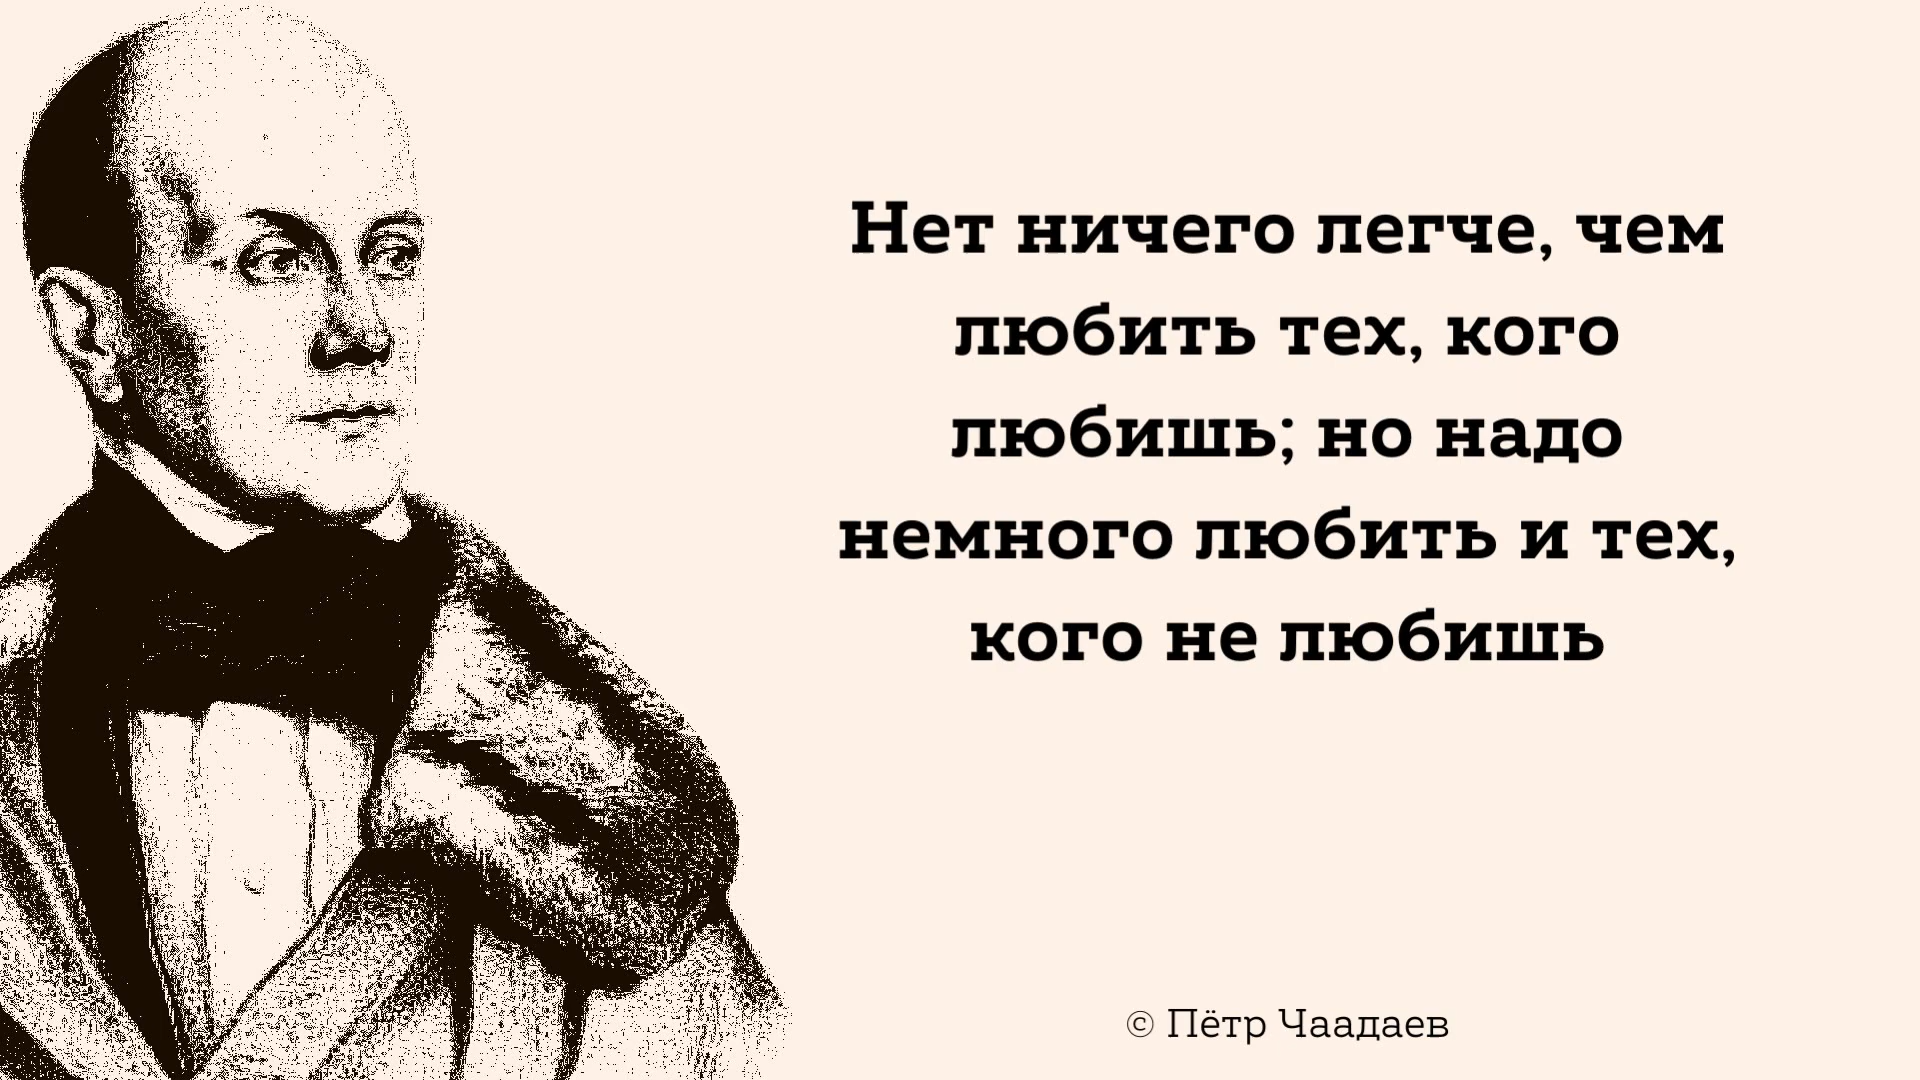 Нет ничего легче, чем
любить тех, кого
любишь; но надо
немного любить и тех,
кого не любишь
© Пётр Чаадаев